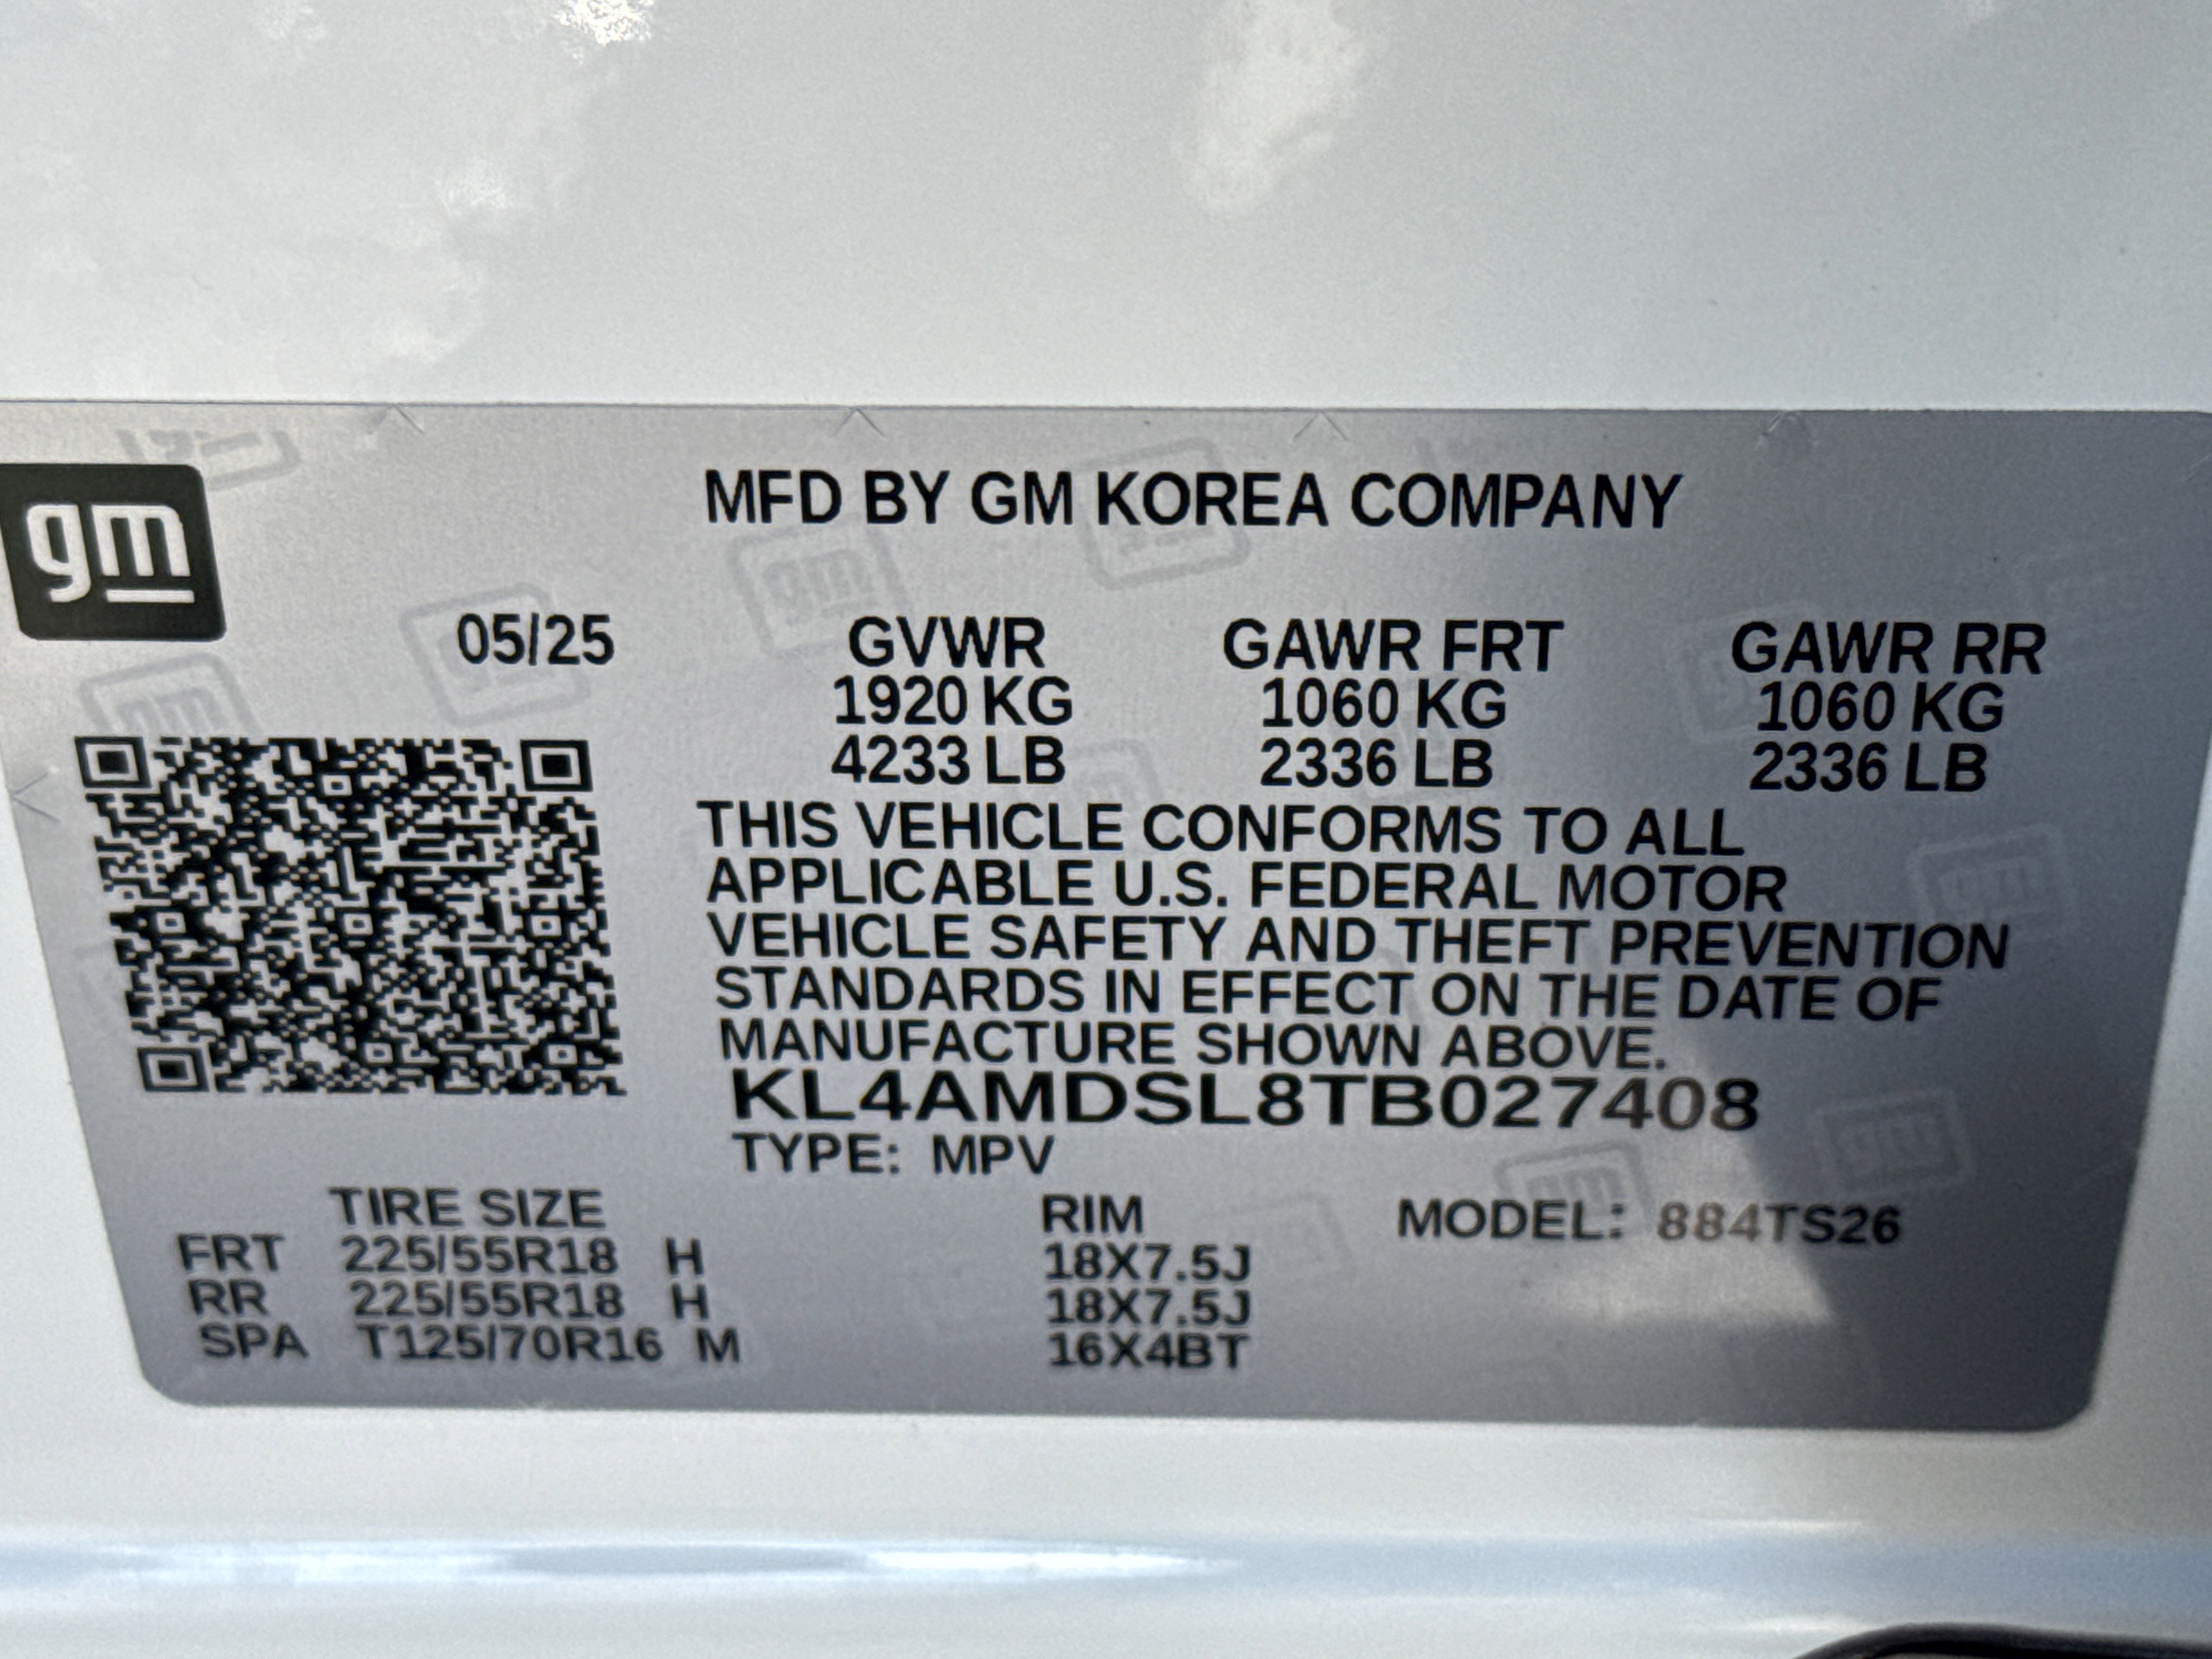 gm
MFD BY GM KOREA COMPANY
05/25 GVWR GAWR FRT GAWR RR
1920 KG 1060 KG 1060 KG
4233 LB 2336 LB 2336 LB
THIS VEHICLE CONFORMS TO ALL
APPLICABLE U.S. FEDERAL MOTOR
VEHICLE SAFETY AND THEFT PREVENTION
STANDARDS IN EFFECT ON THE DATE OF
MANUFACTURE SHOWN ABOVE.
KL4AMDSL8TB027408
TYPE: MPV
TIRE SIZE RIM MODEL: 884TS26
FRT 225/55R18 H 18X7.5J
RR 225/55R18 H 18X7.5J
SPA T125/70R16 M 16X4BT